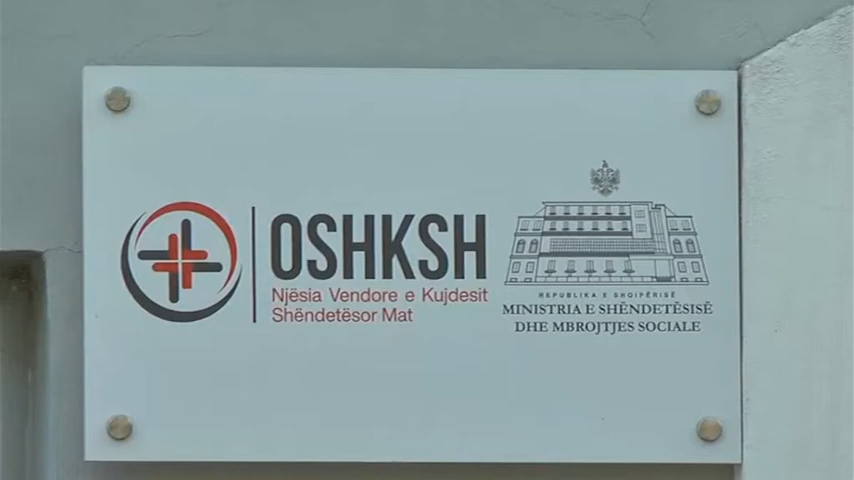 OSHKSH
Njësia Vendore e Kujdesit
Shëndetësor Mat
REPUBLIKA E SHQIPËRISË
MINISTRIA E SHËNDETËSISË
DHE MBROJTJES SOCIALE